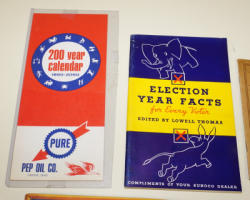 200 year
calendar
PURE
PEP OIL CO.
ELECTION
YEAR FACTS
for Every Voter
EDITED BY LOWELL THOMAS
COMPLIMENTS OF YOUR SUNOCO DEALER